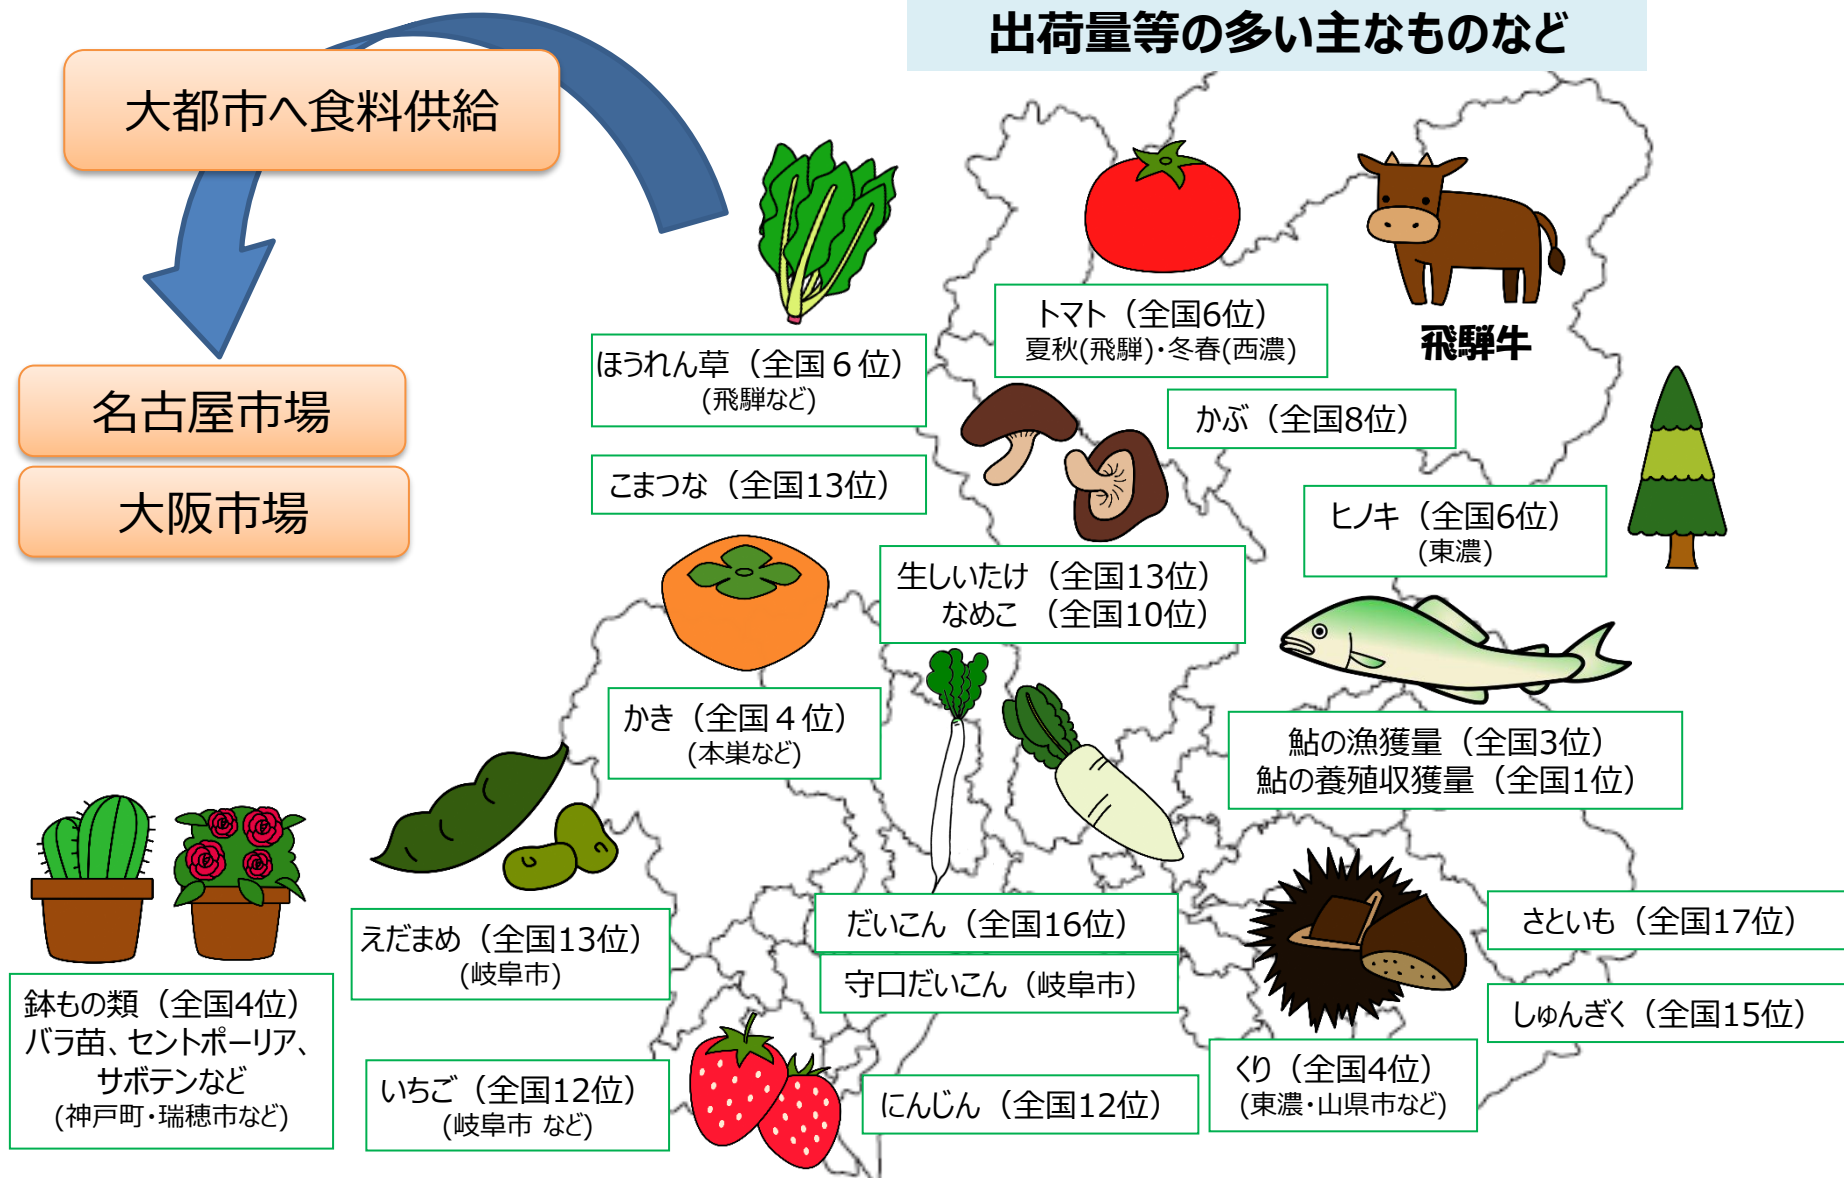 出荷量等の多い主なものなど
大都市へ食料供給
名古屋市場
大阪市場
トマト（全国6位）
夏秋(飛騨)・冬春(西濃)
飛騨牛
ほうれん草（全国６位）
(飛騨など)
かぶ（全国8位）
こまつな（全国13位）
ヒノキ（全国6位）
(東濃)
生しいたけ（全国13位）
なめこ （全国10位）
かき（全国４位）
(本巣など)
鮎の漁獲量（全国3位）
鮎の養殖収獲量（全国1位）
えだまめ（全国13位）
(岐阜市)
だいこん（全国16位）
守口だいこん（岐阜市）
さといも（全国17位）
しゅんぎく（全国15位）
鉢もの類（全国4位）
バラ苗、セントポーリア、
サボテンなど
(神戸町・瑞穂市など)
いちご（全国12位）
(岐阜市 など)
にんじん（全国12位）
くり（全国4位）
(東濃・山県市など)